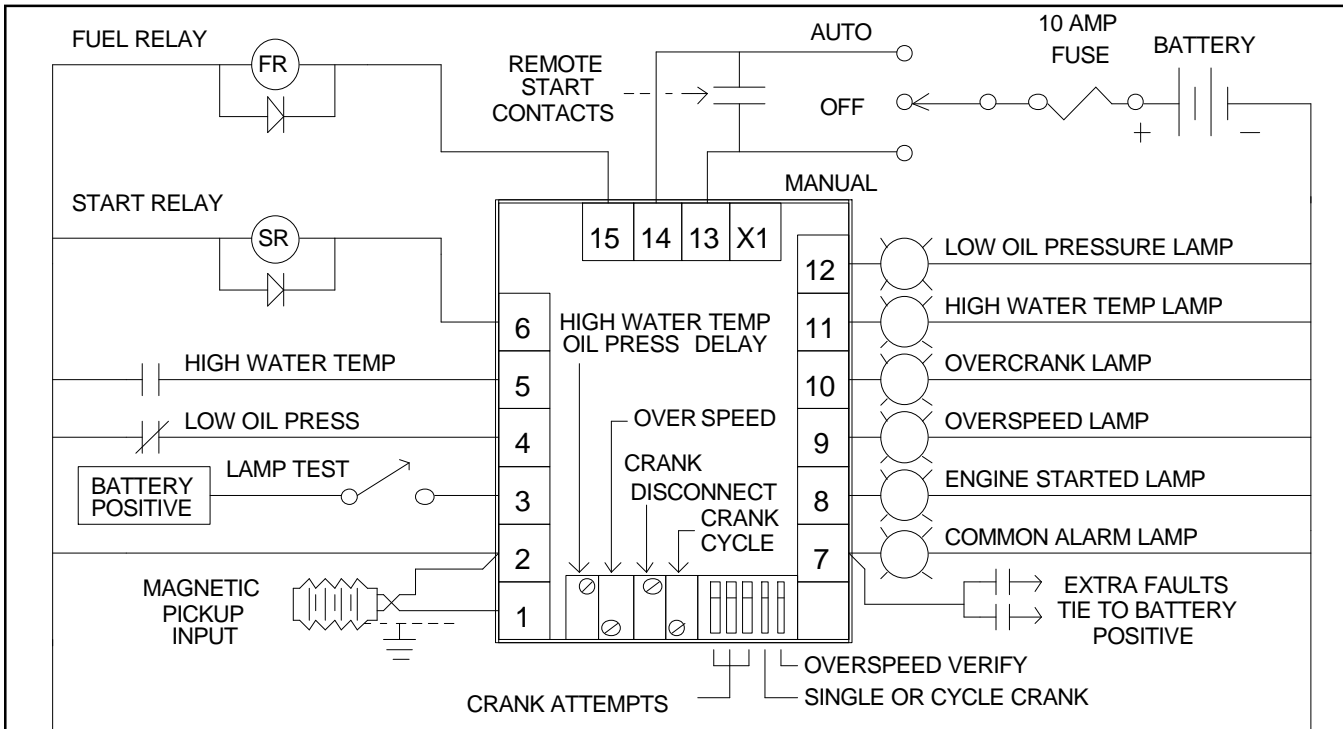 FUEL RELAY
FR
REMOTE
START
CONTACTS
AUTO
OFF
MANUAL
10 AMP
FUSE
BATTERY
+
−
START RELAY
SR
15 14 13 X1
HIGH WATER TEMP
LOW OIL PRESS
LAMP TEST
BATTERY
POSITIVE
MAGNETIC
PICKUP
INPUT
6
5
4
3
2
1
HIGH WATER TEMP
OIL PRESS DELAY
OVER SPEED
CRANK
DISCONNECT
CRANK
CYCLE
12
11
10
9
8
7
LOW OIL PRESSURE LAMP
HIGH WATER TEMP LAMP
OVERCRANK LAMP
OVERSPEED LAMP
ENGINE STARTED LAMP
COMMON ALARM LAMP
EXTRA FAULTS
TIE TO BATTERY
POSITIVE
OVERSPEED VERIFY
SINGLE OR CYCLE CRANK
CRANK ATTEMPTS